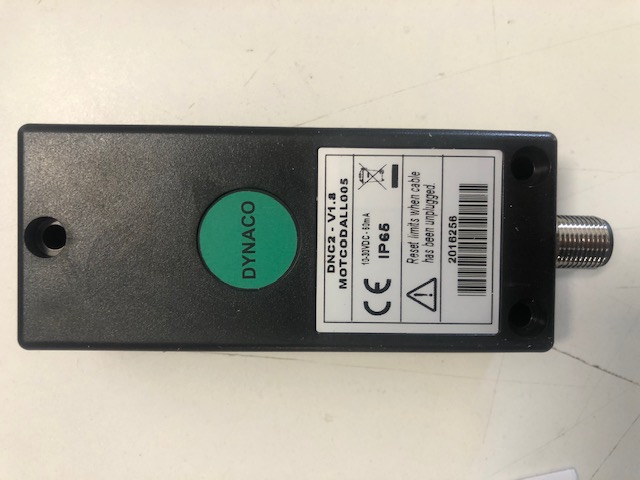 DYNACO
DNC2 - V1.8
MOTCODALL005
CE
10-30VDC - 60mA
IP65
Reset limits when cable
has been unplugged.
2016256